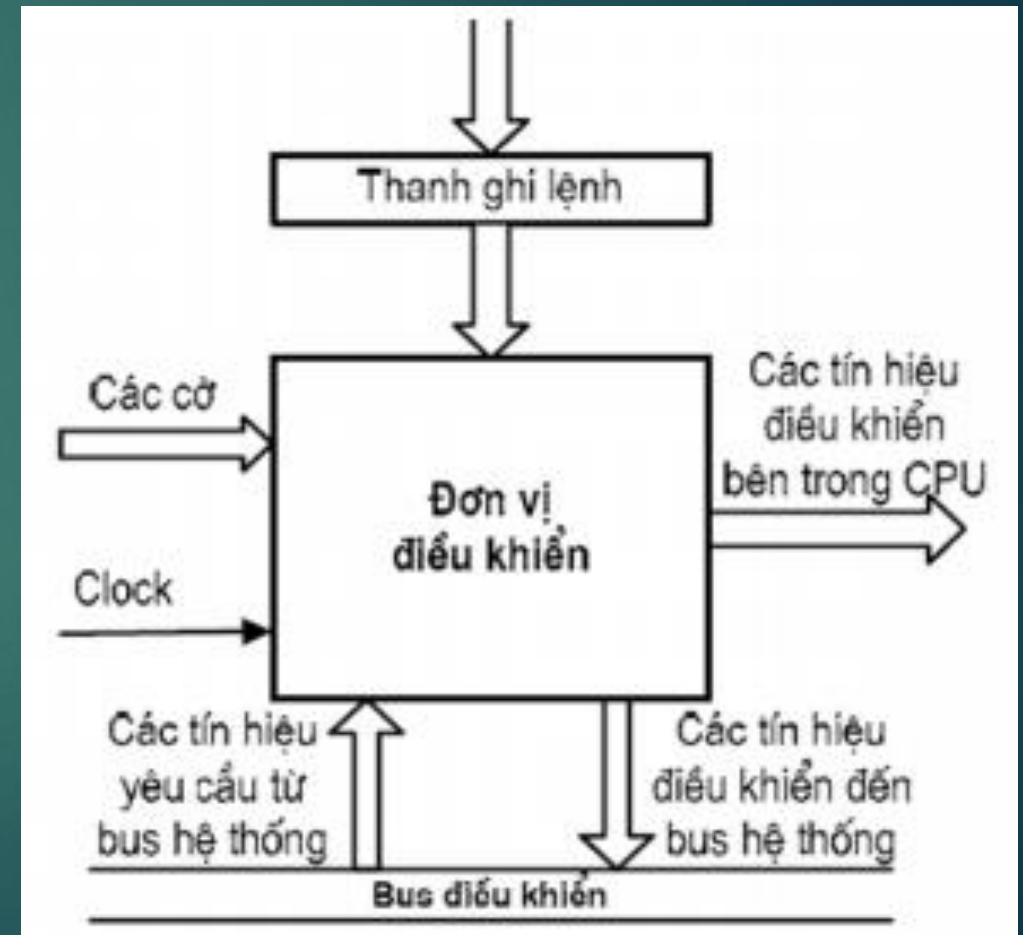 Thanh ghi lệnh
Các cờ
Các tín hiệu
điều khiển
bên trong CPU
Đơn vị
điều khiển
Clock
Các tín hiệu
yêu cầu từ
bus hệ thống
Các tín hiệu
điều khiển đến
bus hệ thống
Bus điều khiển